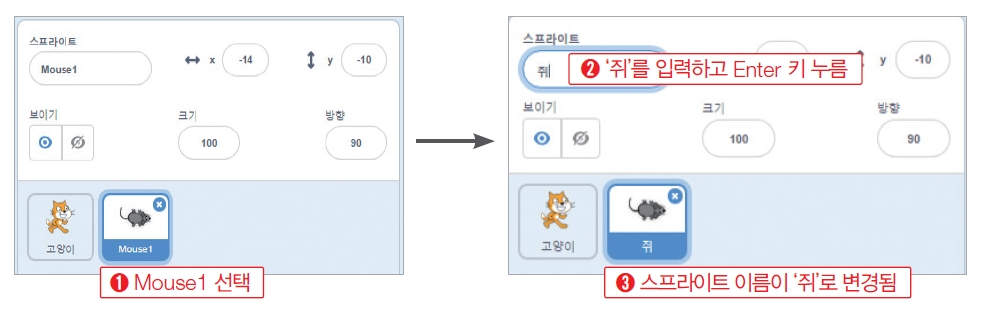 스프라이트
Mouse1
x
-14
y
-10
보이기
크기
방향
100
90
고양이
Mouse1
❶ Mouse1 선택
스프라이트
쥐
❷ ‘쥐’를 입력하고 Enter 키 누름
y
-10
보이기
크기
방향
100
90
고양이
쥐
❸ 스프라이트 이름이 ‘쥐’로 변경됨